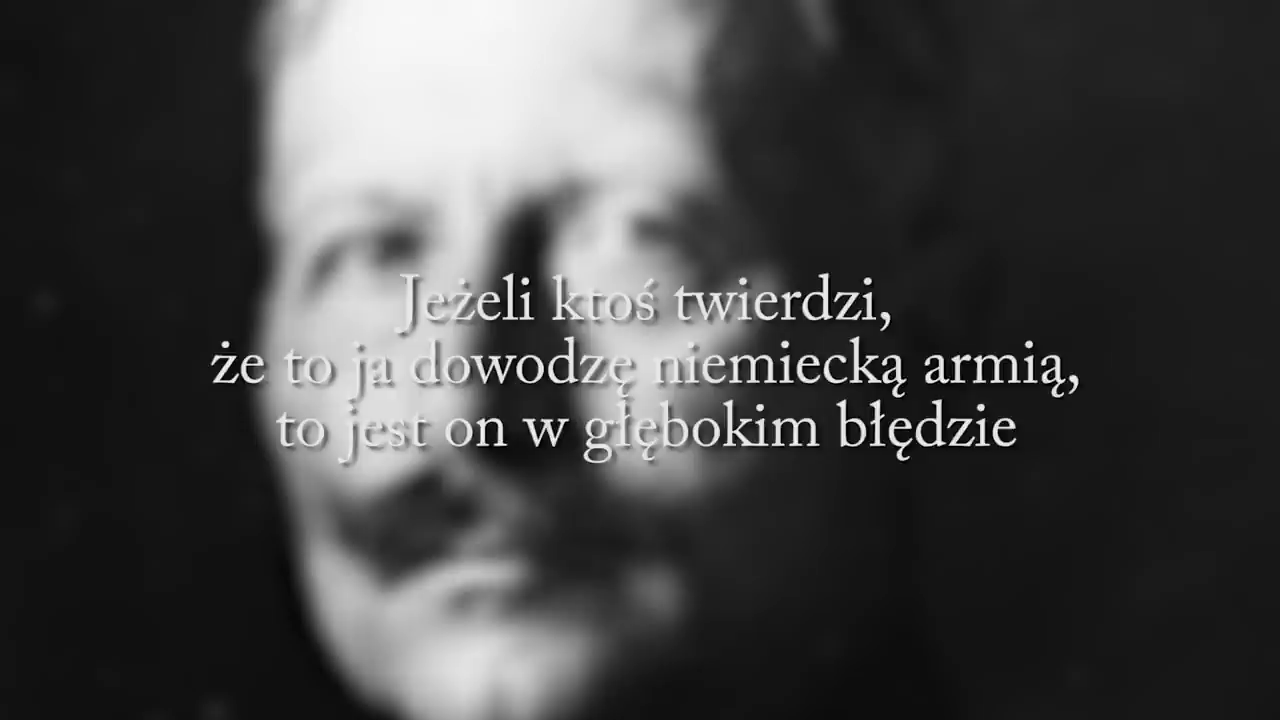 Jeżeli ktoś twierdzi,
że to ja dowodzę niemiecką armią,
to jest on w głębokim błędzie